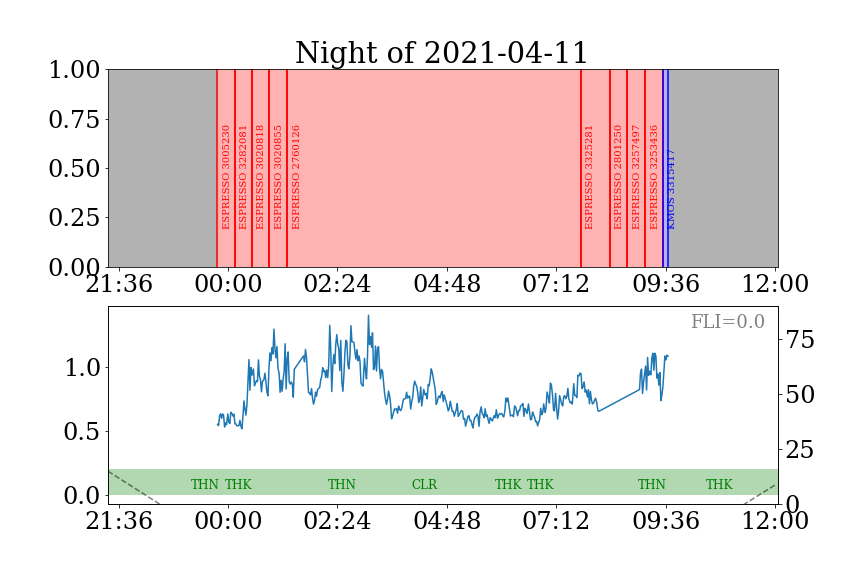 Night of 2021-04-11
1.00
0.75
0.50
0.25
0.00
ESPRESSO 3005230
ESPRESSO 3282081
ESPRESSO 3020818
ESPRESSO 3020855
ESPRESSO 2760126
ESPRESSO 3325281
ESPRESSO 2801250
ESPRESSO 3257497
ESPRESSO 3253436
KMOS 3315417
21:36 00:00 02:24 04:48 07:12 09:36 12:00
FLI=0.0
1.0
0.5
0.0
75
50
25
0
THN THK THN CLR THK THK THN THK
21:36 00:00 02:24 04:48 07:12 09:36 12:00